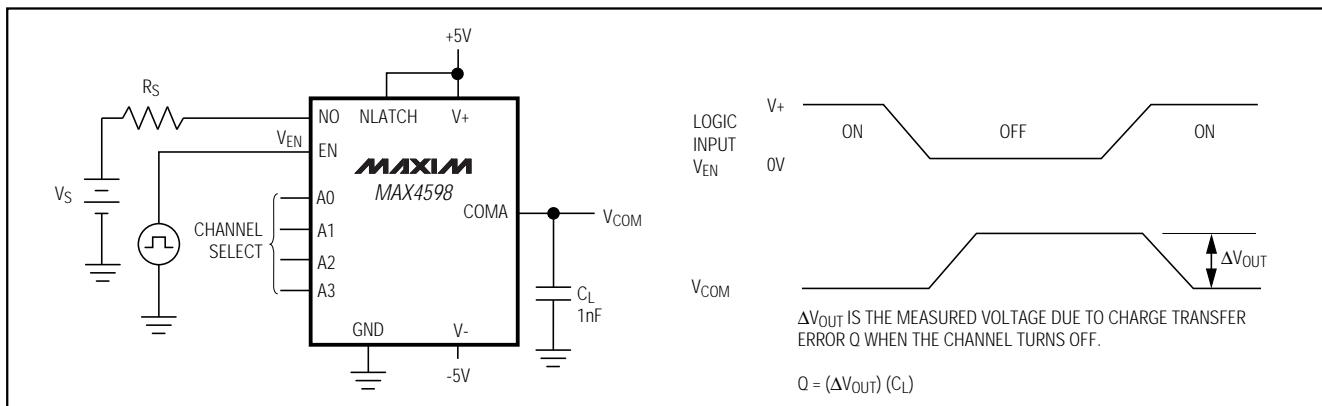 +5V
RS
NO
NLATCH
V+
VEN
EN
MAXIM
MAX4598
VS
A0
A1
A2
A3
CHANNEL
SELECT
COMA
VCOM
CL
1nF
GND
V-
-5V
LOGIC
INPUT
VEN
V+
0V
ON
OFF
ON
VCOM
ΔVOUT
ΔVOUT IS THE MEASURED VOLTAGE DUE TO CHARGE TRANSFER
ERROR Q WHEN THE CHANNEL TURNS OFF.
Q = (ΔVOUT) (CL)